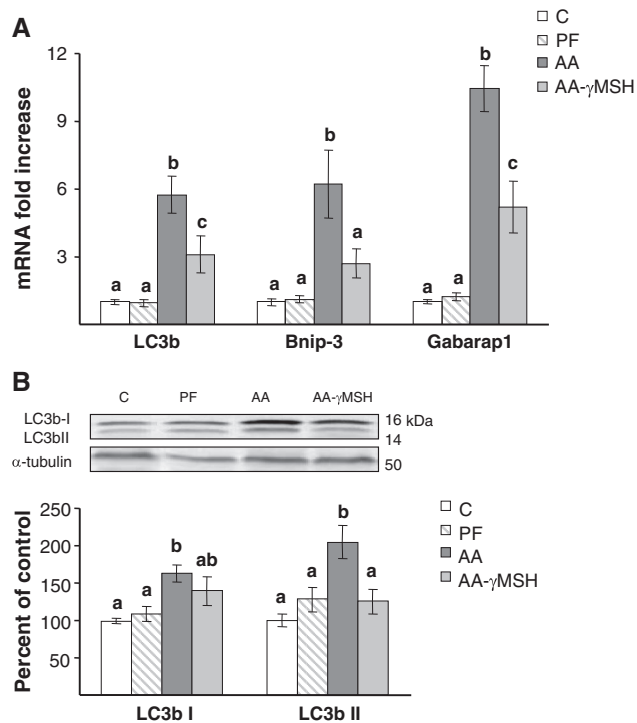 A
C
PF
AA
AA-γMSH
mRNA fold increase
12
9
6
3
a a b c
a a b a
a a b c
LC3b Bnip-3 Gabarap1
B
C PF AA AA-γMSH
LC3b-I 16 kDa
LC3bII 14
α-tubulin 50
Percent of control
250
200
150
100
50
a a b ab
a a b a
C
PF
AA
AA-γMSH
LC3b I LC3b II